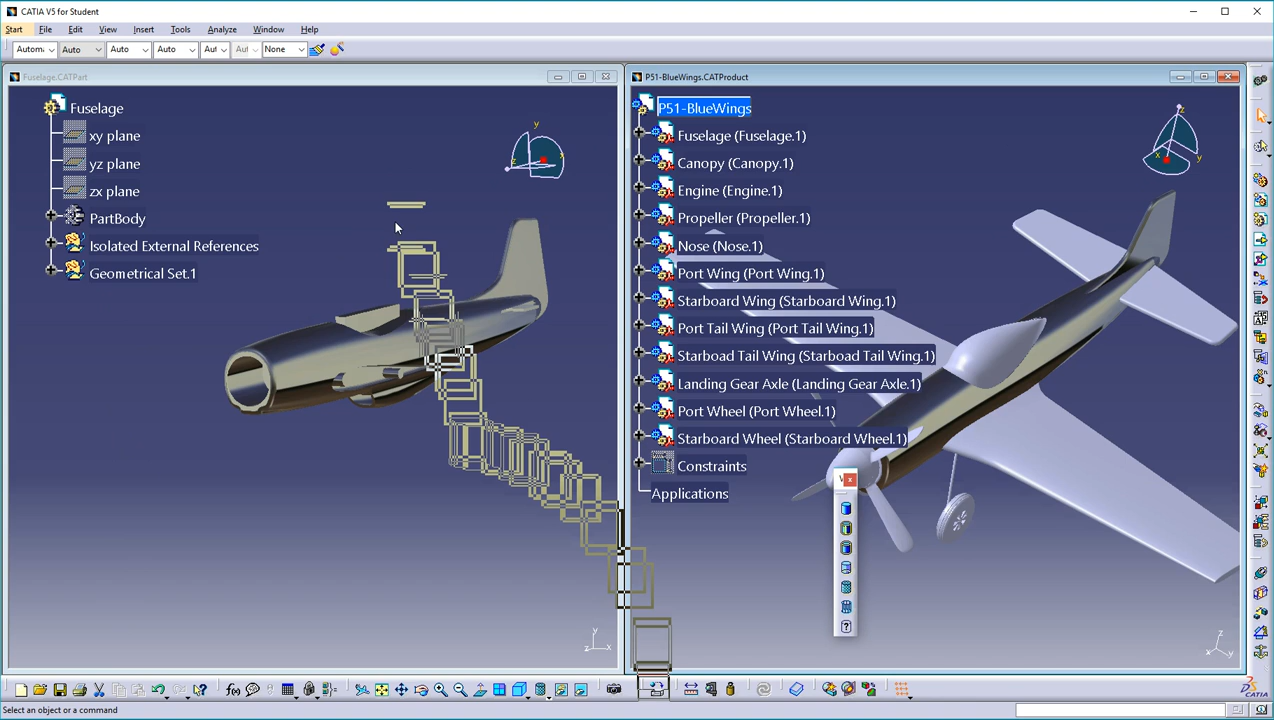 CATIA V5 for Student
Start File Edit View Insert Tools Analyze Window Help
Automa Auto Auto Auto Aut Aut None
Fuselage.CATPart
Fuselage
xy plane
yz plane
zx plane
PartBody
Isolated External References
Geometrical Set.1
y
z x
y
z x
P51-BlueWings.CATProduct
P51-BlueWings
Fuselage (Fuselage.1)
Canopy (Canopy.1)
Engine (Engine.1)
Propeller (Propeller.1)
Nose (Nose.1)
Port Wing (Port Wing.1)
Starboard Wing (Starboard Wing.1)
Port Tail Wing (Port Tail Wing.1)
Starboad Tail Wing (Starboad Tail Wing.1)
Landing Gear Axle (Landing Gear Axle.1)
Port Wheel (Port Wheel.1)
Starboard Wheel (Starboard Wheel.1)
Constraints
Applications
z
x y
z
x y
V x
?
f(x)
CATIA
Select an object or a command